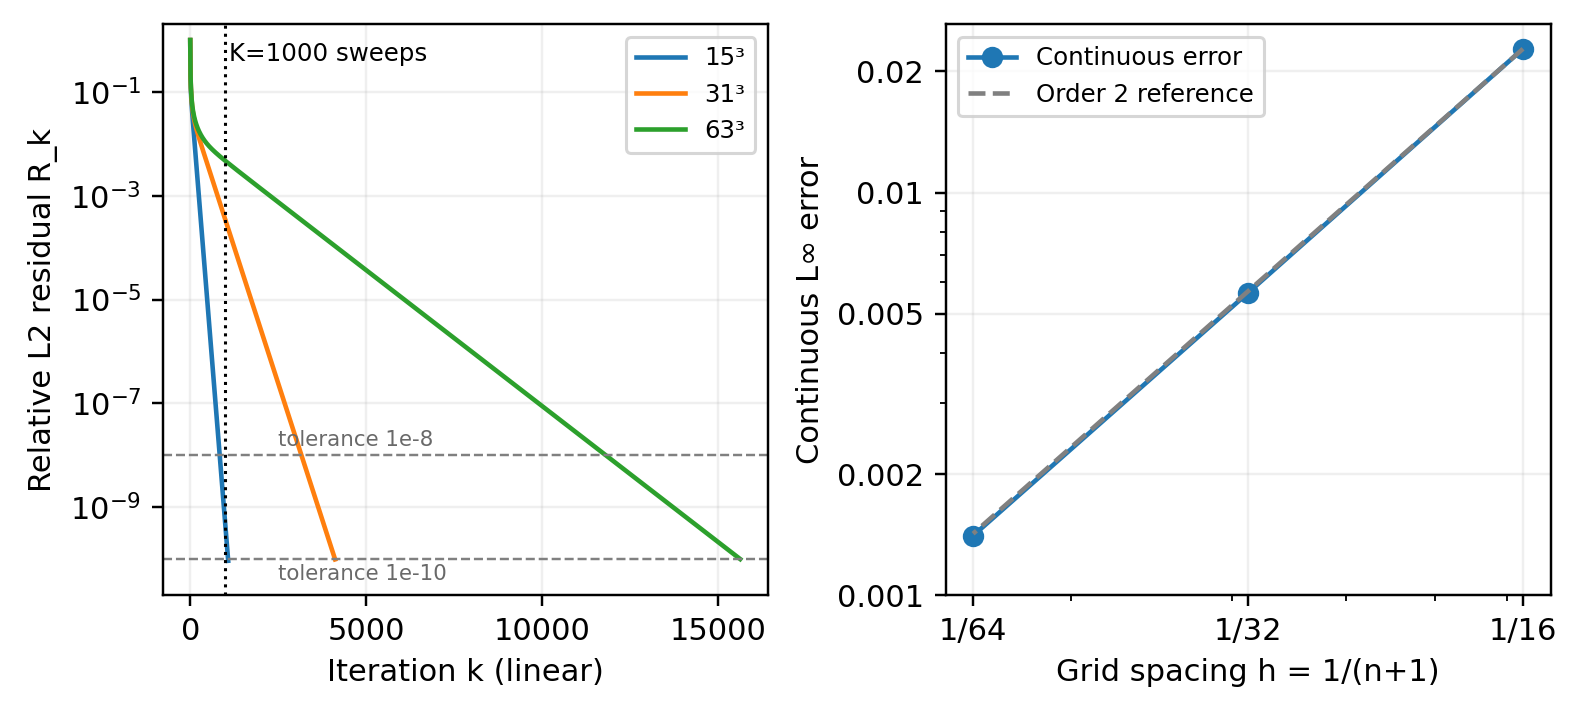 K=1000 sweeps
15³
31³
63³
10⁻¹
10⁻³
10⁻⁵
10⁻⁷
10⁻⁹
tolerance 1e-8
tolerance 1e-10
0
5000
10000
15000
Iteration k (linear)
Relative L2 residual R_k
Continuous error
Order 2 reference
0.02
0.01
0.005
0.002
0.001
1/64
1/32
1/16
Grid spacing h = 1/(n+1)
Continuous L∞ error